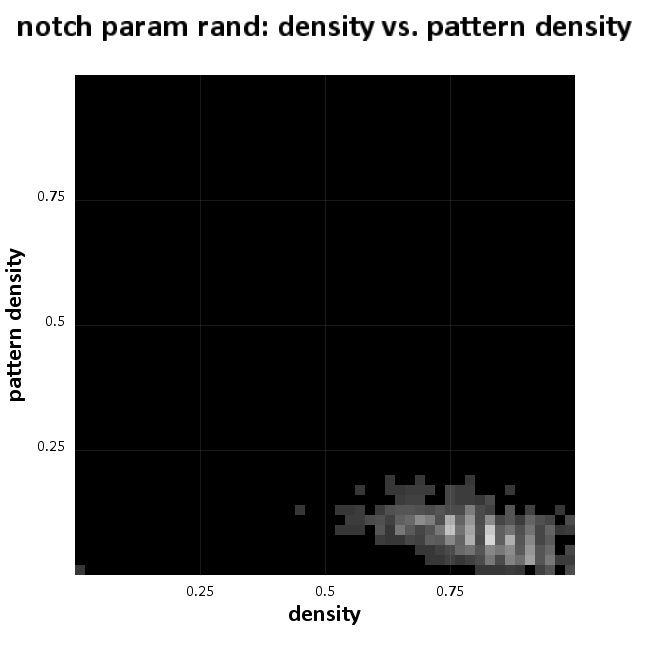 notch param rand: density vs. pattern density
0.75
0.5
0.25
pattern density
0.25 0.5 0.75
density